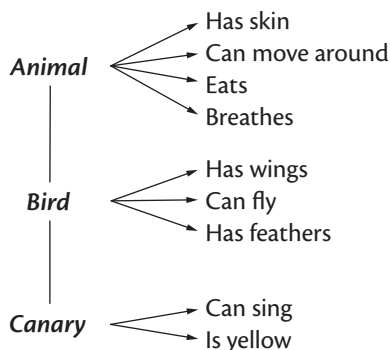 Animal
Has skin
Can move around
Eats
Breathes
Bird
Has wings
Can fly
Has feathers
Canary
Can sing
Is yellow